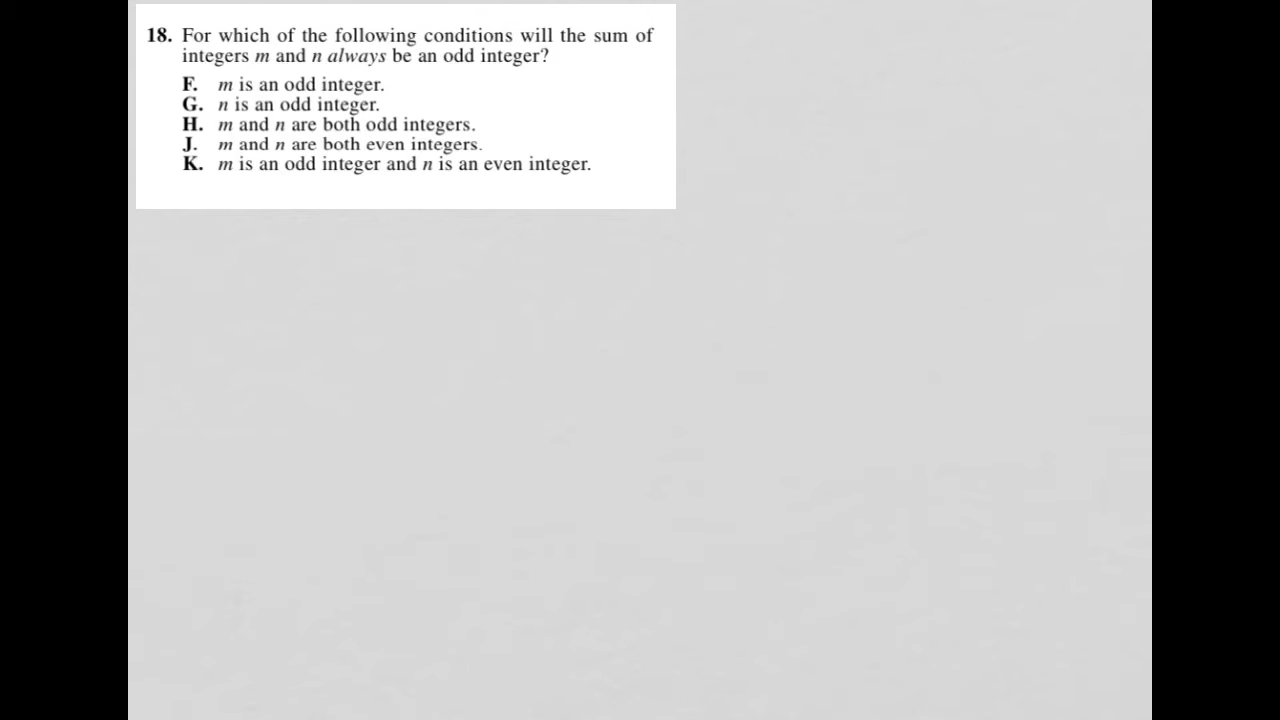 18. For which of the following conditions will the sum of
integers m and n always be an odd integer?
F. m is an odd integer.
G. n is an odd integer.
H. m and n are both odd integers.
J. m and n are both even integers.
K. m is an odd integer and n is an even integer.